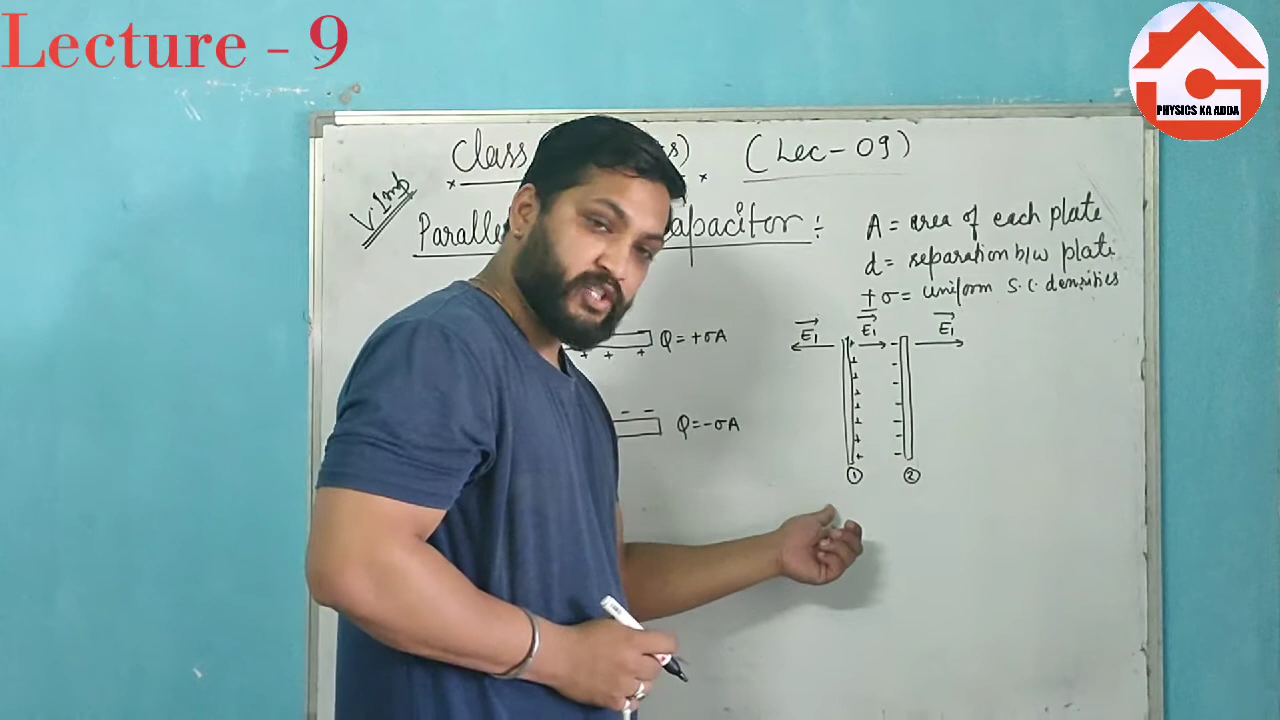 Lecture - 9
PHYSICS KA ADDA
Class s) (Lec-09)
V. Imp
Paralle apacitor :
A = area of each plate
d = separation b/w plate
±σ = uniform s.c. densities
Q = +σA
+ + +
- -
Q = -σA
E₁ E₁ E₁
+ -
+ -
+ -
+ -
+ -
+ -
+ -
+ -
① ②